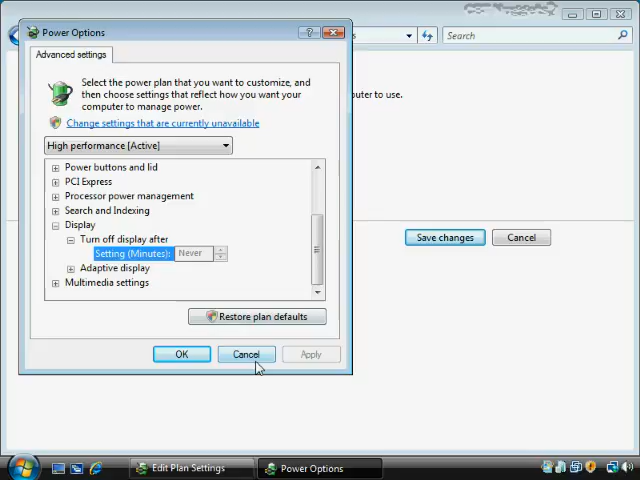 Power Options
Advanced settings
Select the power plan that you want to customize, and
then choose settings that reflect how you want your
computer to manage power.
Change settings that are currently unavailable
High performance [Active]
Power buttons and lid
PCI Express
Processor power management
Search and Indexing
Display
Turn off display after
Setting (Minutes): Never
Adaptive display
Multimedia settings
Restore plan defaults
OK
Cancel
Apply
s
Search
puter to use.
Save changes
Cancel
Edit Plan Settings
Power Options